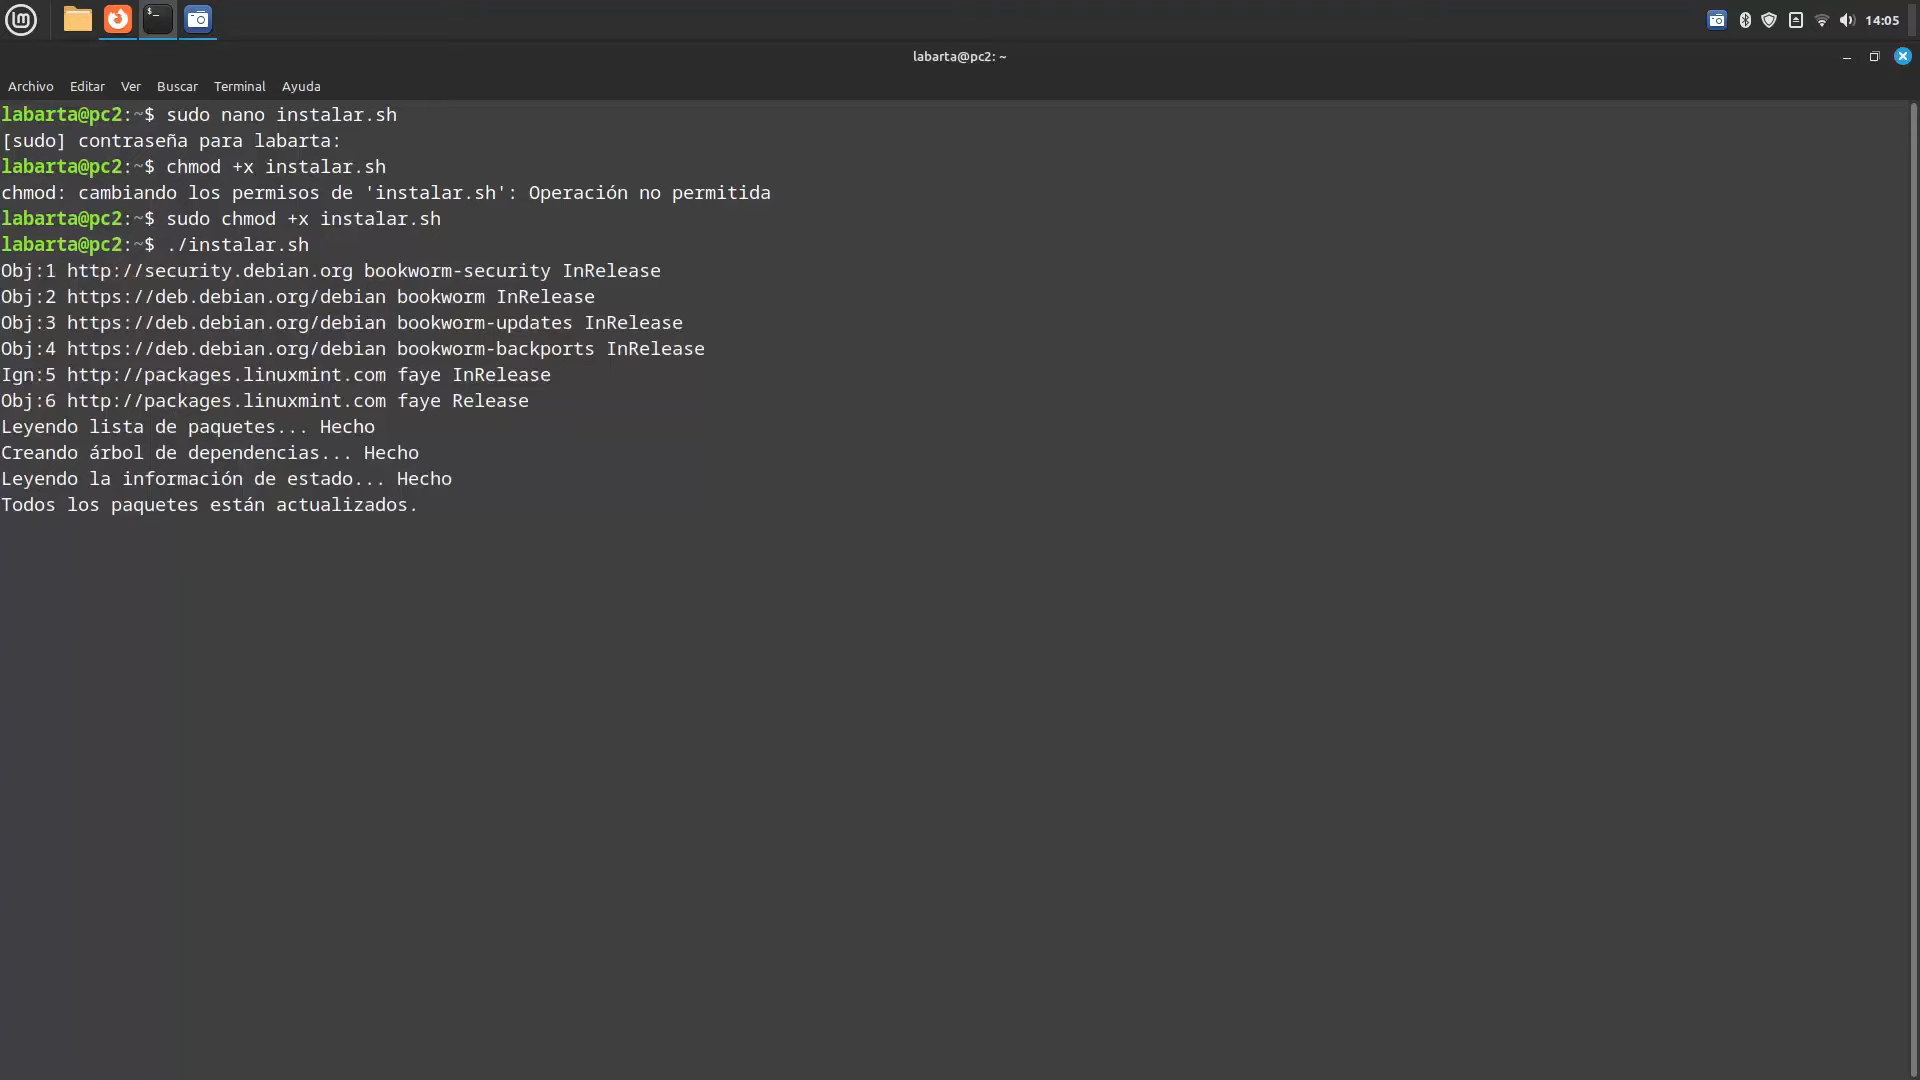 14:05
labarta@pc2: ~
Archivo Editar Ver Buscar Terminal Ayuda
labarta@pc2:~$ sudo nano instalar.sh
[sudo] contraseña para labarta:
labarta@pc2:~$ chmod +x instalar.sh
chmod: cambiando los permisos de 'instalar.sh': Operación no permitida
labarta@pc2:~$ sudo chmod +x instalar.sh
labarta@pc2:~$ ./instalar.sh
Obj:1 http://security.debian.org bookworm-security InRelease
Obj:2 https://deb.debian.org/debian bookworm InRelease
Obj:3 https://deb.debian.org/debian bookworm-updates InRelease
Obj:4 https://deb.debian.org/debian bookworm-backports InRelease
Ign:5 http://packages.linuxmint.com faye InRelease
Obj:6 http://packages.linuxmint.com faye Release
Leyendo lista de paquetes... Hecho
Creando árbol de dependencias... Hecho
Leyendo la información de estado... Hecho
Todos los paquetes están actualizados.